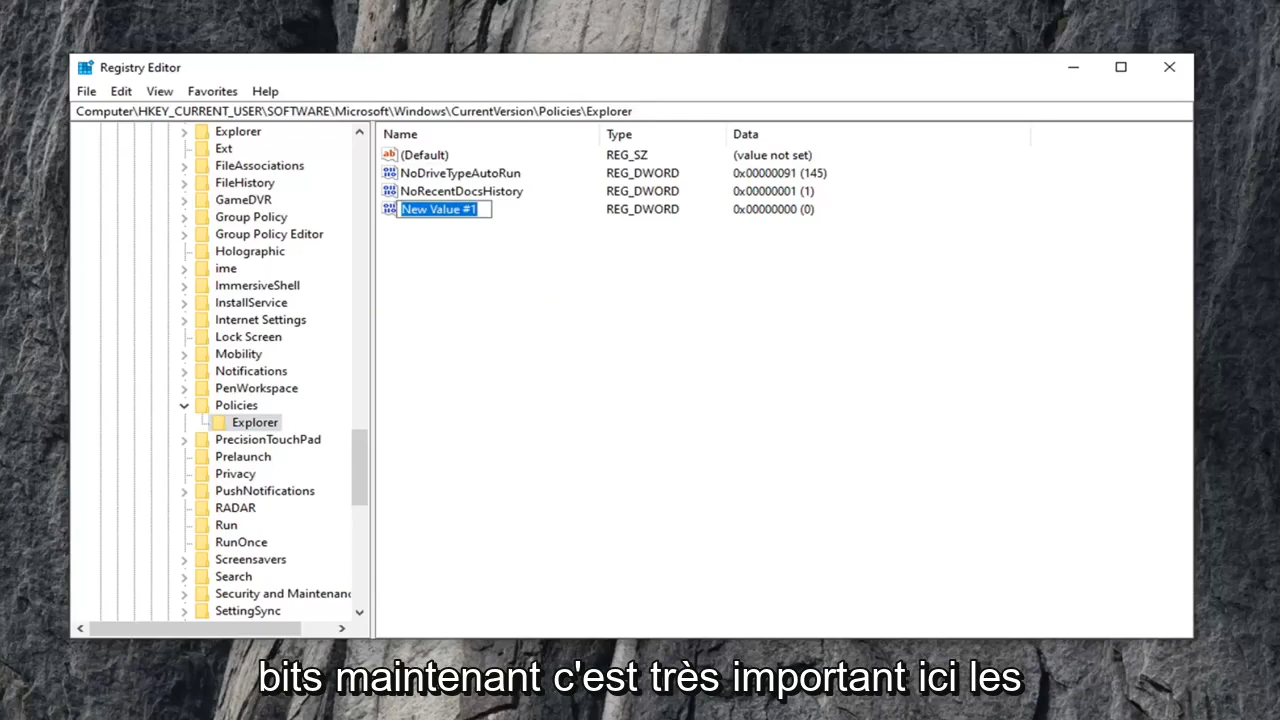 Registry Editor
File Edit View Favorites Help
Computer\HKEY_CURRENT_USER\SOFTWARE\Microsoft\Windows\CurrentVersion\Policies\Explorer
Explorer
Ext
FileAssociations
FileHistory
GameDVR
Group Policy
Group Policy Editor
Holographic
ime
ImmersiveShell
InstallService
Internet Settings
Lock Screen
Mobility
Notifications
PenWorkspace
Policies
Explorer
PrecisionTouchPad
Prelaunch
Privacy
PushNotifications
RADAR
Run
RunOnce
Screensavers
Search
Security and Maintenanc
SettingSync
Name Type Data
(Default) REG_SZ (value not set)
NoDriveTypeAutoRun REG_DWORD 0x00000091 (145)
NoRecentDocsHistory REG_DWORD 0x00000001 (1)
New Value #1 REG_DWORD 0x00000000 (0)
bits maintenant c'est très important ici les